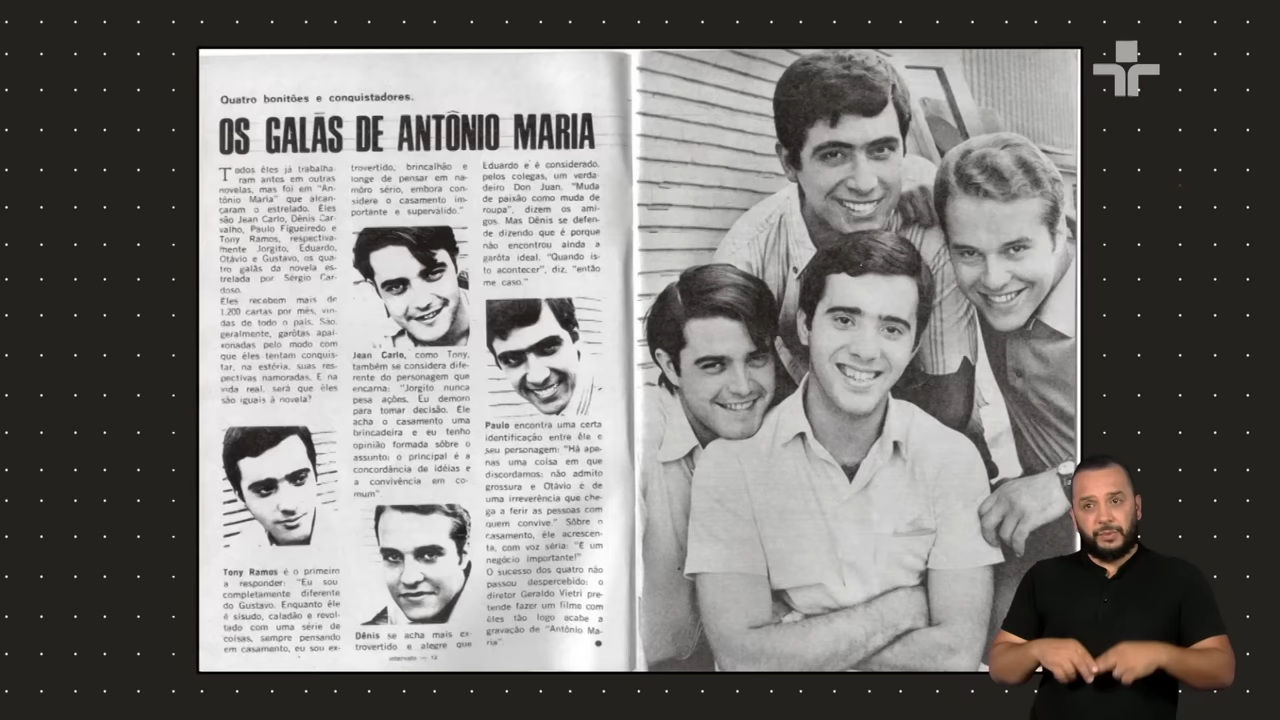 Quatro bonitões e conquistadores.
OS GALÃS DE ANTÔNIO MARIA
Todos êles já trabalha-
ram antes em outras
novelas, mas foi em "An-
tônio Maria" que alcan-
çaram o estrelado. Eles
são Jean Carlo, Dênis Car-
valho, Paulo Figueiredo e
Tony Ramos, respectiva-
mente Jorgito, Eduardo,
Otávio e Gustavo, os qua-
tro galãs da novela es-
trelada por Sérgio Car-
doso.
Eles recebem mais de
1.200 cartas por mês, vin-
das de todo o país. São,
geralmente, garôtas apai-
xonadas pelo modo com
que êles tentam conquis-
tar, na estória, suas res-
pectivas namoradas. E na
vida real, será que êles
são iguais à novela?
Tony Ramos é o primeiro
a responder: "Eu sou
completamente diferente
do Gustavo. Enquanto êle
é sisudo, caladão e revol-
tado com uma série de
coisas, sempre pensando
em casamento, eu sou ex-
trovertido, brincalhão e
longe de pensar em na-
môro sério, embora con-
sidere o casamento im-
portante e superválido."
Jean Carlo, como Tony,
também se considera dife-
rente do personagem que
encarna: "Jorgito nunca
pesa ações. Eu demoro
para tomar decisão. Ele
acha o casamento uma
brincadeira e eu tenho
opinião formada sôbre o
assunto: o principal é a
concordância de idéias e
a convivência em co-
mum".
Dênis se acha mais ex-
trovertido e alegre que
Eduardo e é considerado,
pelos colegas, um verda-
deiro Don Juan. "Muda
de paixão como muda de
roupa", dizem os ami-
gos. Mas Dênis se defen-
de dizendo que é porque
não encontrou ainda a
garôta ideal. "Quando is-
to acontecer", diz, "então
me caso."
Paulo encontra uma certa
identificação entre êle e
seu personagem: "Há ape-
nas uma coisa em que
discordamos: não admito
grossura e Otávio é de
uma irreverência que che-
ga a ferir as pessoas com
quem convive." Sôbre o
casamento, êle acrescen-
ta, com voz séria: "É um
negócio importante!"
O sucesso dos quatro não
passou despercebido: o
diretor Geraldo Vietri pre-
tende fazer um filme com
êles tão logo acabe a
gravação de "Antônio Ma-
ria".